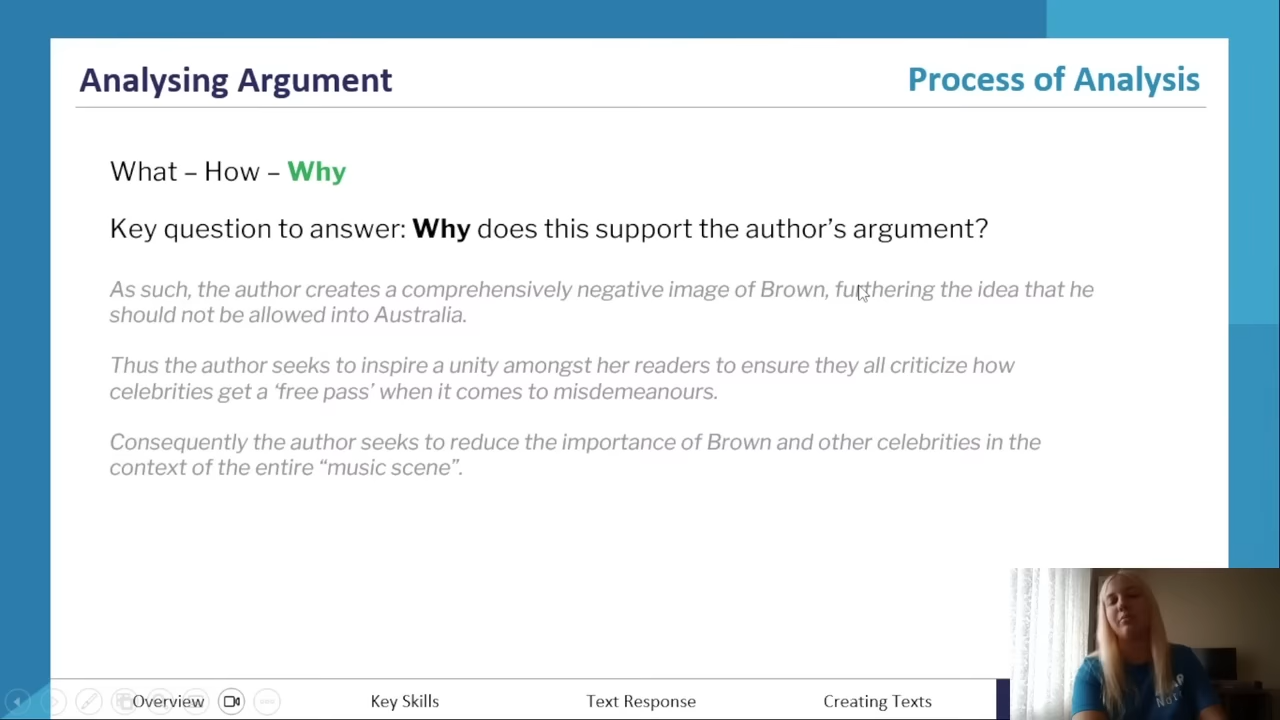 Analysing Argument
Process of Analysis
What – How – Why
Key question to answer: Why does this support the author’s argument?
As such, the author creates a comprehensively negative image of Brown, furthering the idea that he
should not be allowed into Australia.
Thus the author seeks to inspire a unity amongst her readers to ensure they all criticize how
celebrities get a ‘free pass’ when it comes to misdemeanours.
Consequently the author seeks to reduce the importance of Brown and other celebrities in the
context of the entire “music scene”.
Overview
Key Skills
Text Response
Creating Texts